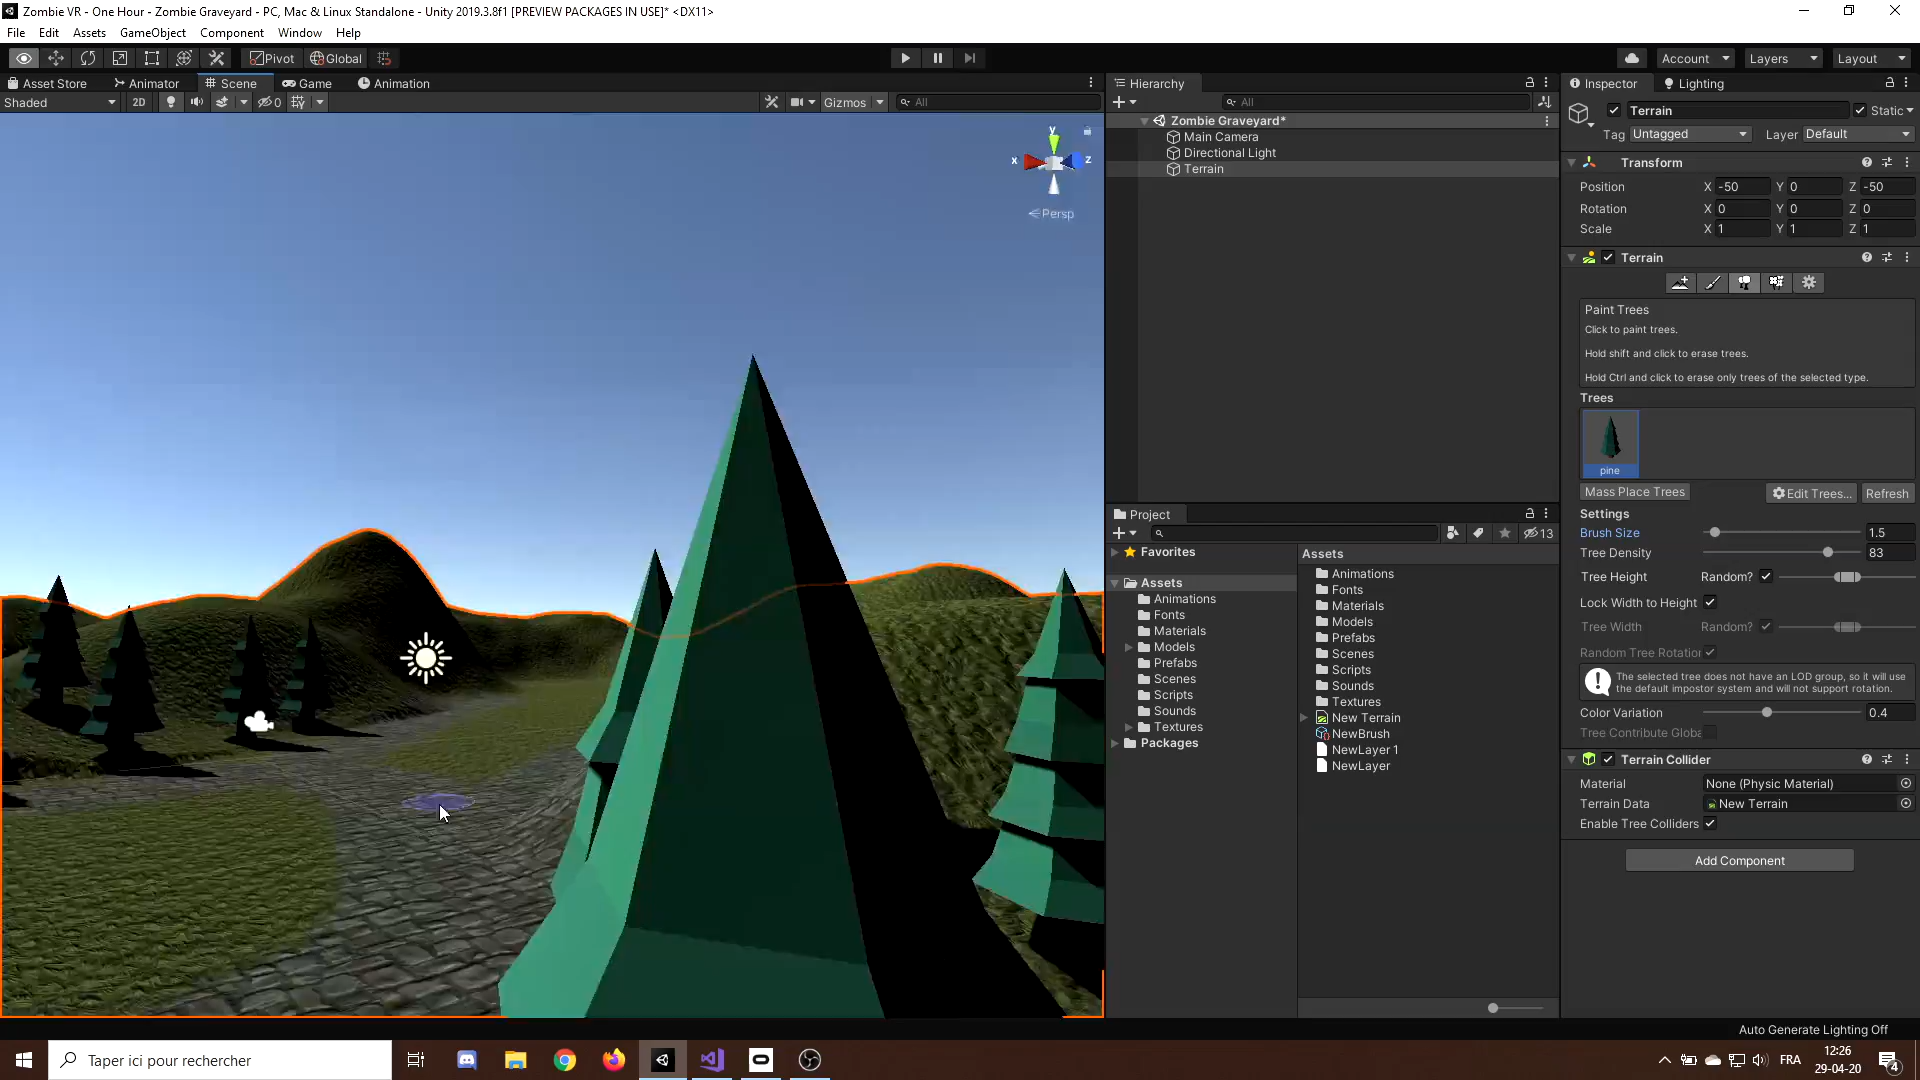 Zombie VR - One Hour - Zombie Graveyard - PC, Mac & Linux Standalone - Unity 2019.3.8f1 [PREVIEW PACKAGES IN USE]* <DX11>
File Edit Assets GameObject Component Window Help
Pivot Global Account Layers Layout
Asset Store Animator Scene Game Animation
Shaded 2D 0 Gizmos All
y
x z
Persp
Hierarchy
All
Zombie Graveyard*
Main Camera
Directional Light
Terrain
Project
13
Favorites
Assets
Animations
Fonts
Materials
Models
Prefabs
Scenes
Scripts
Sounds
Textures
Packages
Assets
Animations
Fonts
Materials
Models
Prefabs
Scenes
Scripts
Sounds
Textures
New Terrain
NewBrush
NewLayer 1
NewLayer
Inspector Lighting
Terrain Static
Tag Untagged Layer Default
Transform
Position X -50 Y 0 Z -50
Rotation X 0 Y 0 Z 0
Scale X 1 Y 1 Z 1
Terrain
Paint Trees
Click to paint trees.
Hold shift and click to erase trees.
Hold Ctrl and click to erase only trees of the selected type.
Trees
pine
Mass Place Trees Edit Trees... Refresh
Settings
Brush Size 1.5
Tree Density 83
Tree Height Random?
Lock Width to Height
Tree Width Random?
Random Tree Rotation
The selected tree does not have an LOD group, so it will use
the default impostor system and will not support rotation.
Color Variation 0.4
Tree Contribute Globa
Terrain Collider
Material None (Physic Material)
Terrain Data New Terrain
Enable Tree Colliders
Add Component
Auto Generate Lighting Off
Taper ici pour rechercher
FRA
12:26
29-04-20
4